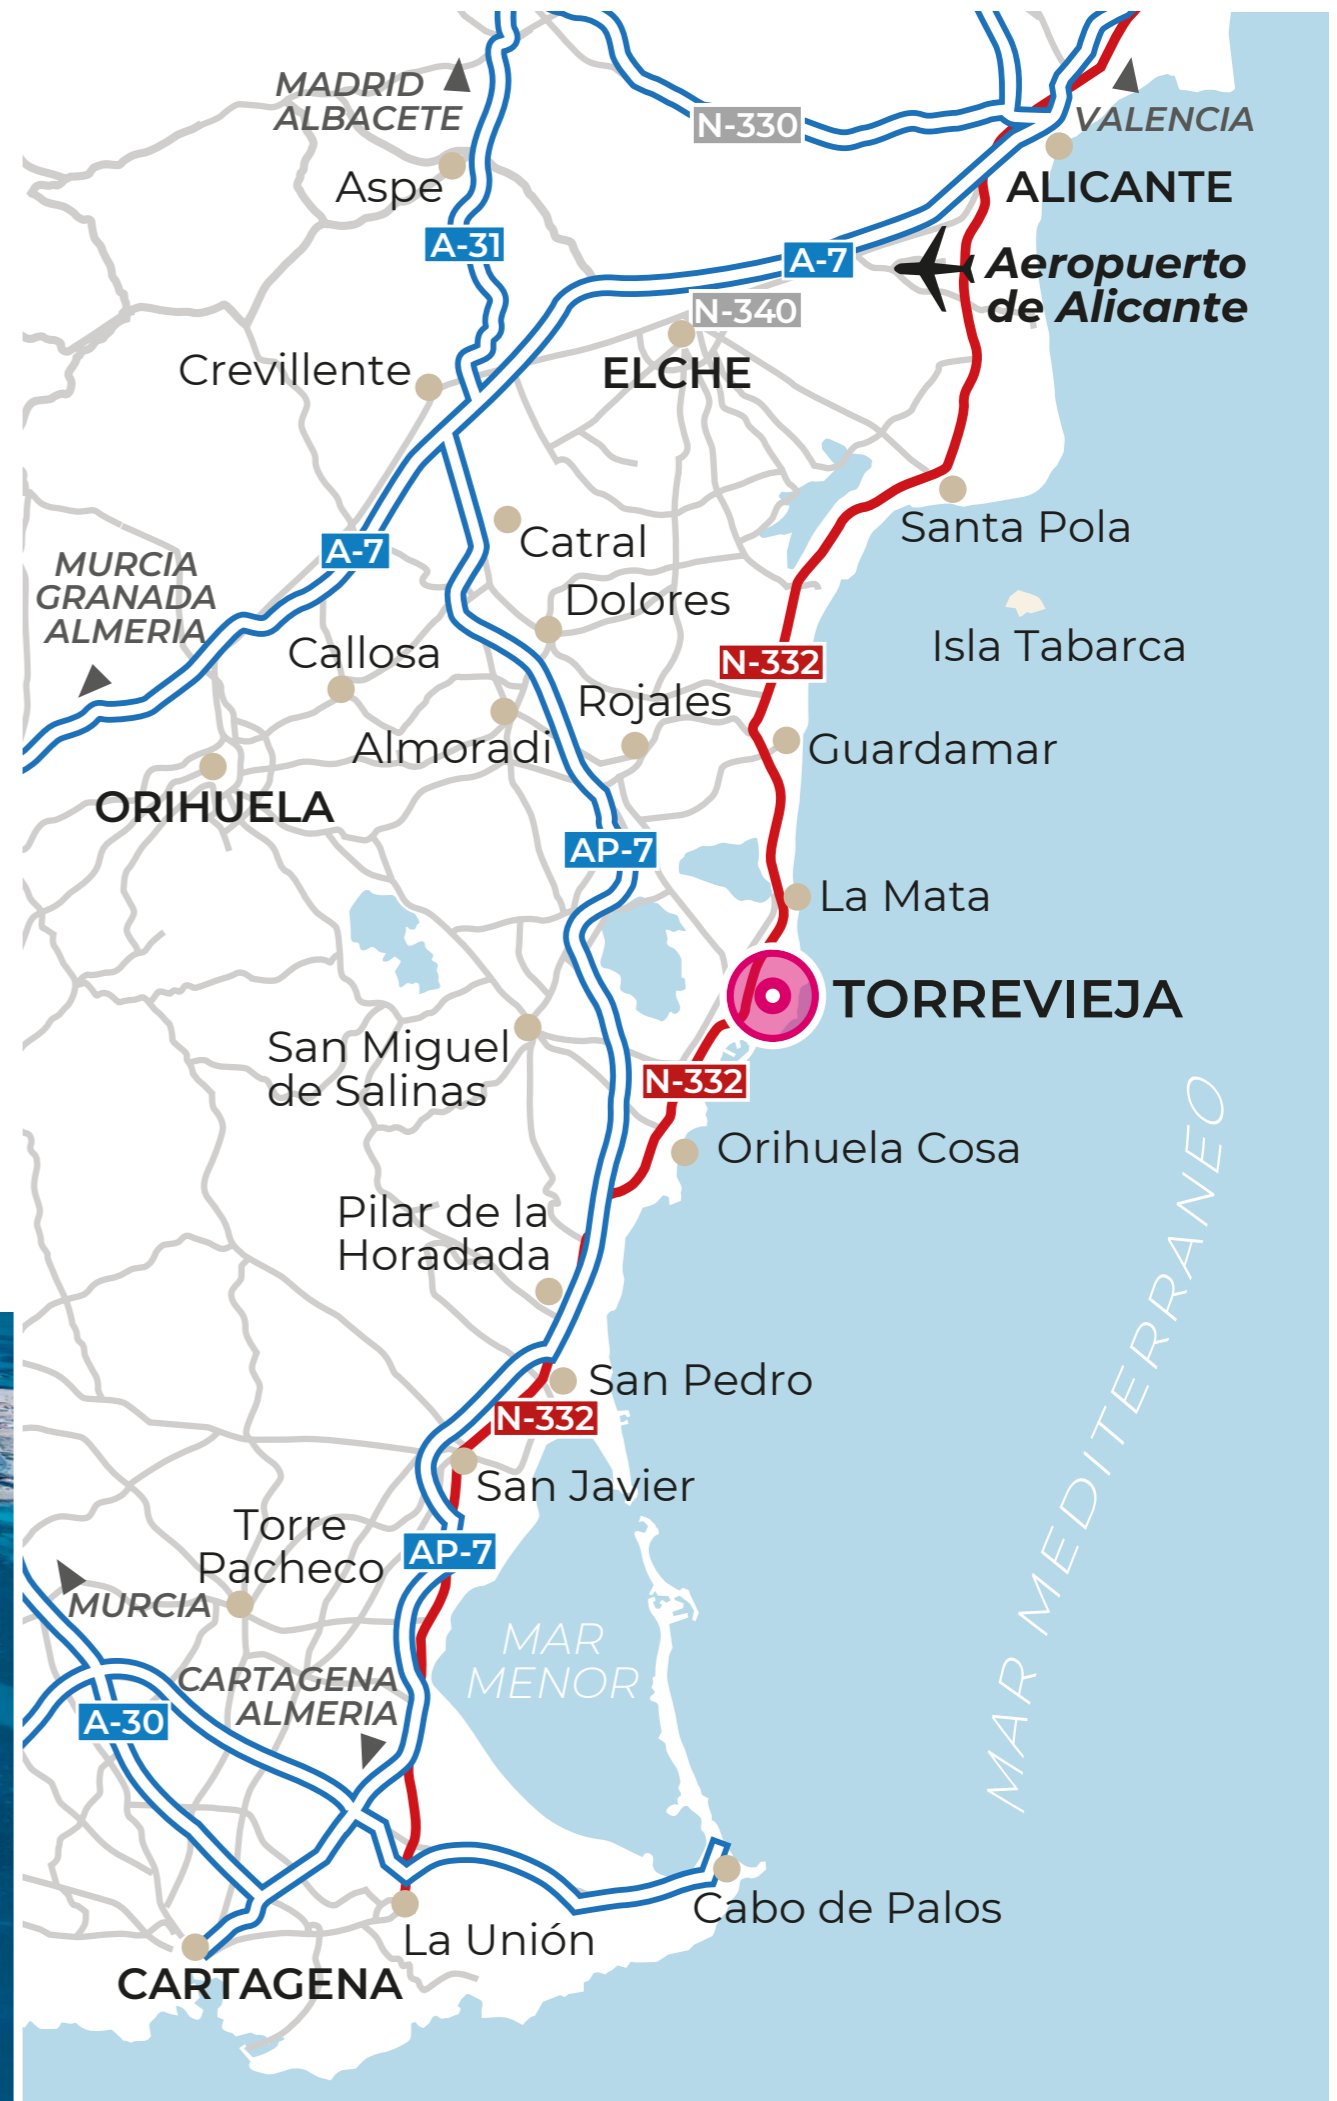 MADRID
ALBACETE
N-330
VALENCIA
Aspe
ALICANTE
A-31
A-7
Aeropuerto
de Alicante
N-340
Crevillente
ELCHE
Santa Pola
Catral
A-7
MURCIA
GRANADA
ALMERIA
Dolores
Isla Tabarca
Callosa
N-332
Rojales
Almoradi
Guardamar
ORIHUELA
AP-7
La Mata
TORREVIEJA
San Miguel
de Salinas
N-332
Orihuela Cosa
Pilar de la
Horadada
MAR MEDITERRANEO
San Pedro
N-332
San Javier
Torre
Pacheco
AP-7
MURCIA
MAR
MENOR
CARTAGENA
ALMERIA
A-30
Cabo de Palos
La Unión
CARTAGENA